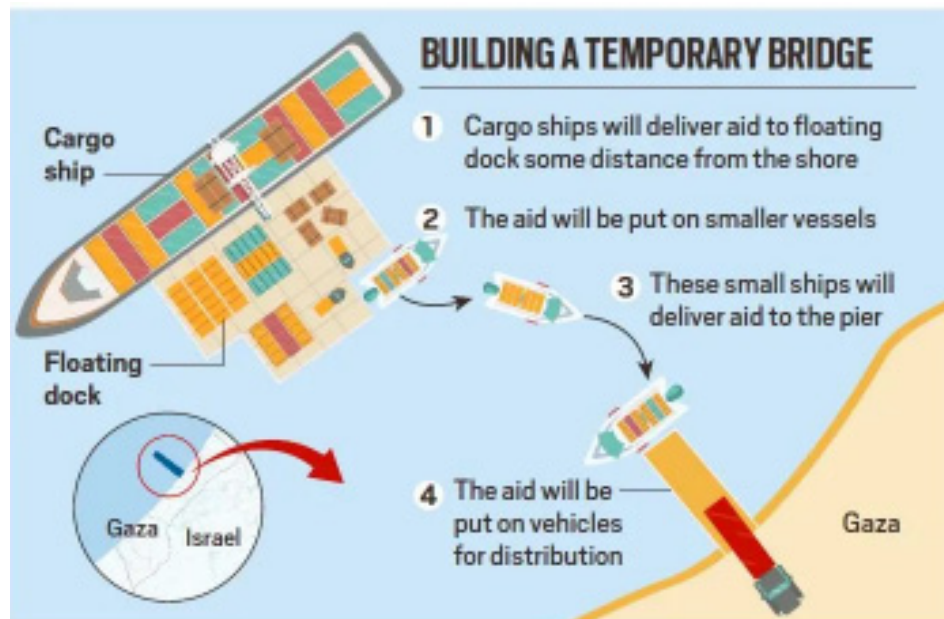 BUILDING A TEMPORARY BRIDGE
Cargo
ship
1 Cargo ships will deliver aid to floating
dock some distance from the shore
2 The aid will be put on smaller vessels
3 These small ships will
deliver aid to the pier
Floating
dock
4 The aid will be
put on vehicles
for distribution
Gaza
Israel
Gaza